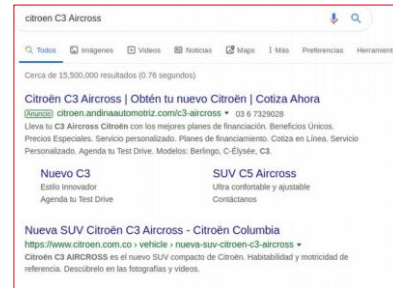 citroen C3 Aircross
Todos Imágenes Videos Noticias Maps Más Preferencias Herramient
Cerca de 15,500,000 resultados (0.76 segundos)
Citroën C3 Aircross | Obtén tu nuevo Citroën | Cotiza Ahora
Anuncio citroen.andinaautomotriz.com/c3-aircross 03 6 7329028
Lleva tu C3 Aircross Citroën con los mejores planes de financiación. Beneficios Únicos.
Precios Especiales. Servicio personalizado. Planes de financiamiento. Cotiza en Línea. Servicio
Personalizado. Agenda tu Test Drive. Modelos: Berlingo, C-Élysée, C3.
Nuevo C3
Estilo Innovador
Agenda tu Test Drive
SUV C5 Aircross
Ultra confortable y ajustable
Contáctanos
Nueva SUV Citroën C3 Aircross - Citroën Columbia
https://www.citroen.com.co › vehicle › nueva-suv-citroen-c3-aircross
Citroën C3 AIRCROSS es el nuevo SUV compacto de Citroën. Habitabilidad y motricidad de
referencia. Descúbrelo en las fotografías y vídeos.